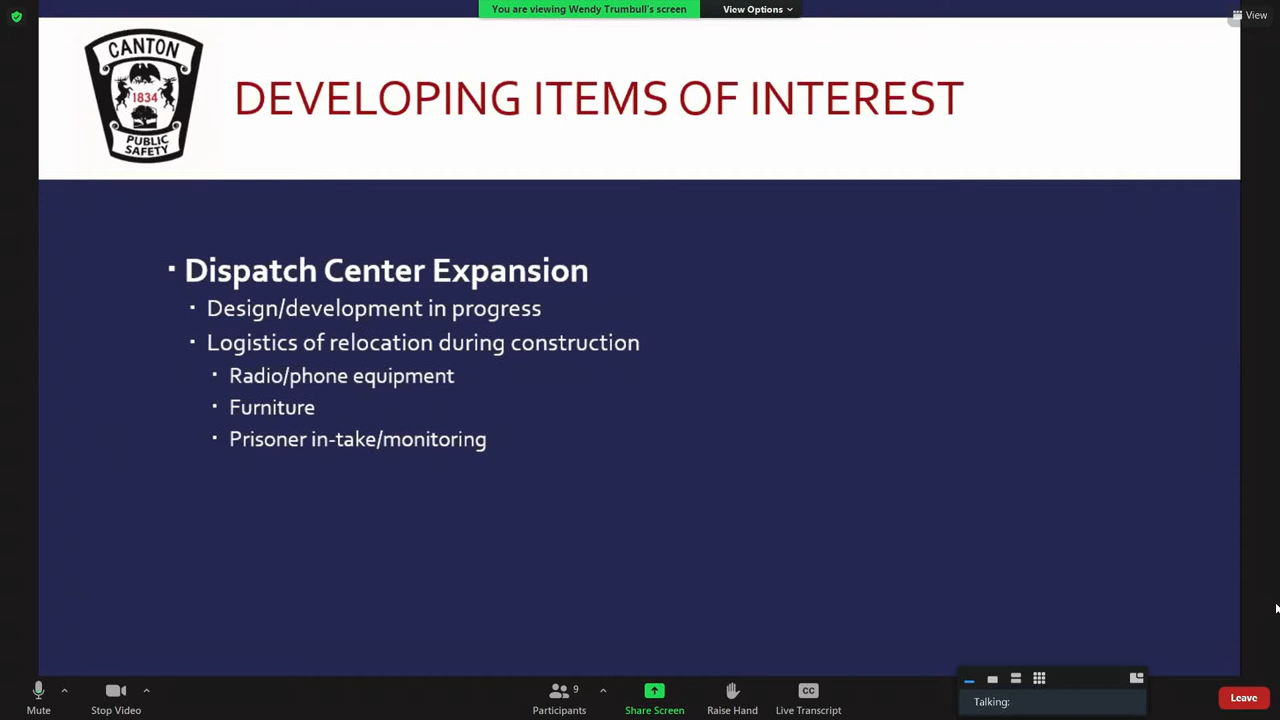 You are viewing Wendy Trumbull's screen
View Options
View
CANTON
1834
PUBLIC
SAFETY
DEVELOPING ITEMS OF INTEREST
Dispatch Center Expansion
Design/development in progress
Logistics of relocation during construction
Radio/phone equipment
Furniture
Prisoner in-take/monitoring
Mute
Stop Video
9
Participants
Share Screen
Raise Hand
CC
Live Transcript
Talking:
Leave